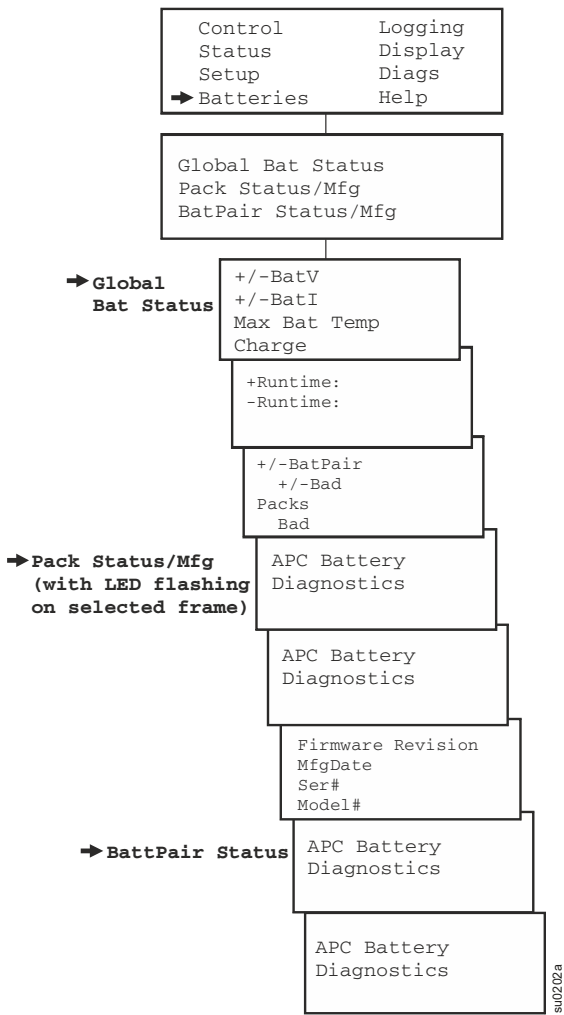 Control Logging
Status Display
Setup Diags
Batteries Help
Global Bat Status
Pack Status/Mfg
BatPair Status/Mfg
Global
Bat Status
+/-BatV
+/-BatI
Max Bat Temp
Charge
+Runtime:
-Runtime:
+/-BatPair
+/-Bad
Packs
Bad
Pack Status/Mfg
(with LED flashing
on selected frame)
APC Battery
Diagnostics
APC Battery
Diagnostics
Firmware Revision
MfgDate
Ser#
Model#
BattPair Status
APC Battery
Diagnostics
APC Battery
Diagnostics
su0202a